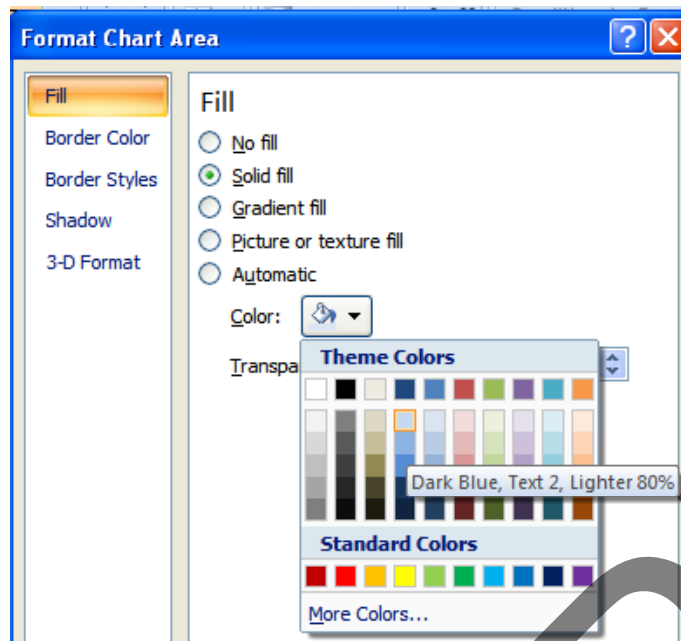 Format Chart Area
Fill
Border Color
Border Styles
Shadow
3-D Format
Fill
No fill
Solid fill
Gradient fill
Picture or texture fill
Automatic
Color:
Transpa
Theme Colors
Dark Blue, Text 2, Lighter 80%
Standard Colors
More Colors...